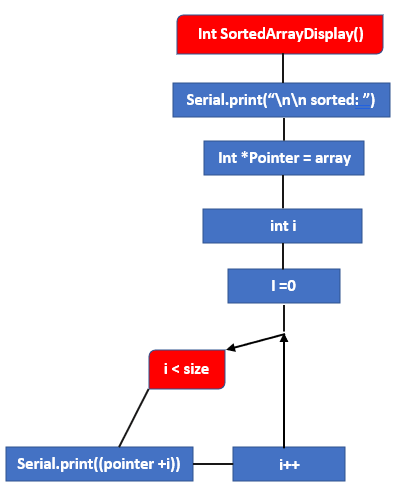 Int SortedArrayDisplay()
Serial.print(“\n\n sorted: ”)
Int *Pointer = array
int i
I =0
i < size
Serial.print((pointer +i))
i++